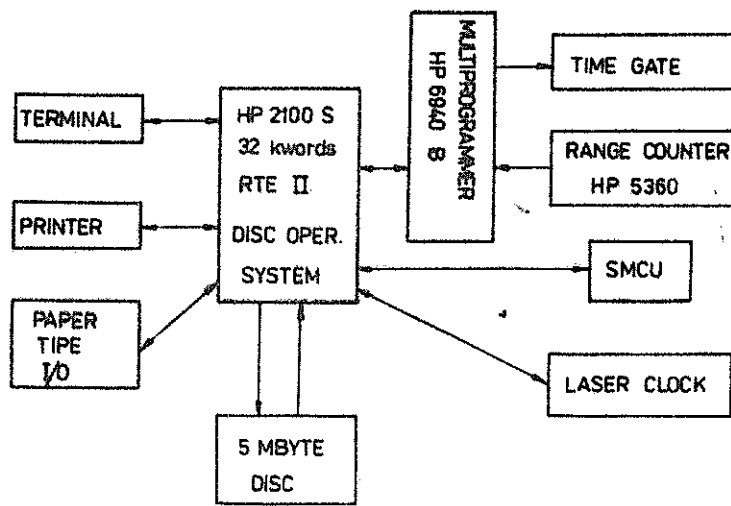 TERMINAL
PRINTER
PAPER
TIPE
I/O
HP 2100 S
32 kwords
RTE II
DISC OPER.
SYSTEM
5 MBYTE
DISC
MULTIPROGRAMMER
HP 6940 B
TIME GATE
RANGE COUNTER
HP 5360
SMCU
LASER CLOCK